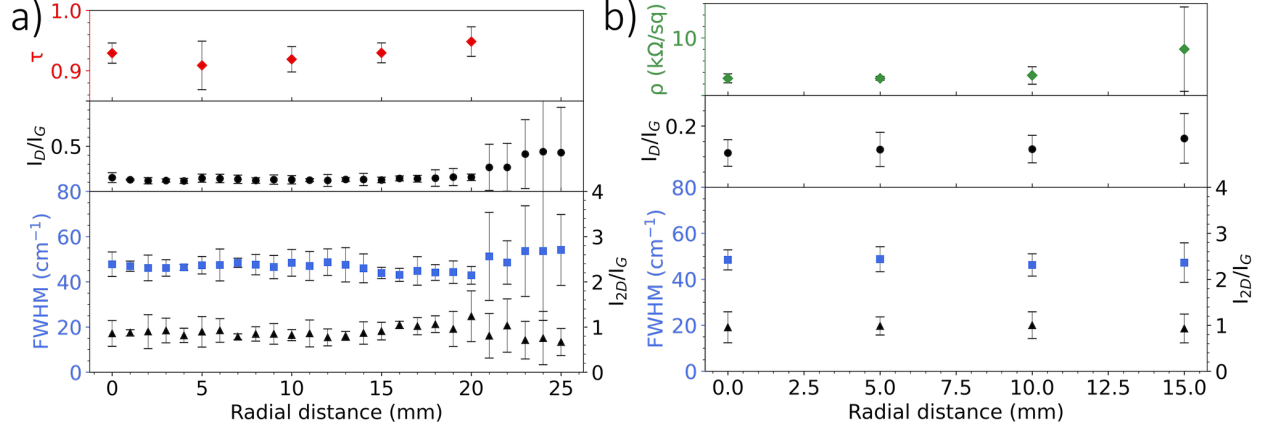 a)
1.0
0.9
τ
0.5
I_D/I_G
80
60
40
20
0
FWHM (cm⁻¹)
4
3
2
1
0
I_2D/I_G
0 5 10 15 20 25
Radial distance (mm)
b)
10
ρ (kΩ/sq)
0.2
I_D/I_G
80
60
40
20
0
FWHM (cm⁻¹)
4
3
2
1
0
I_2D/I_G
0.0 2.5 5.0 7.5 10.0 12.5 15.0
Radial distance (mm)